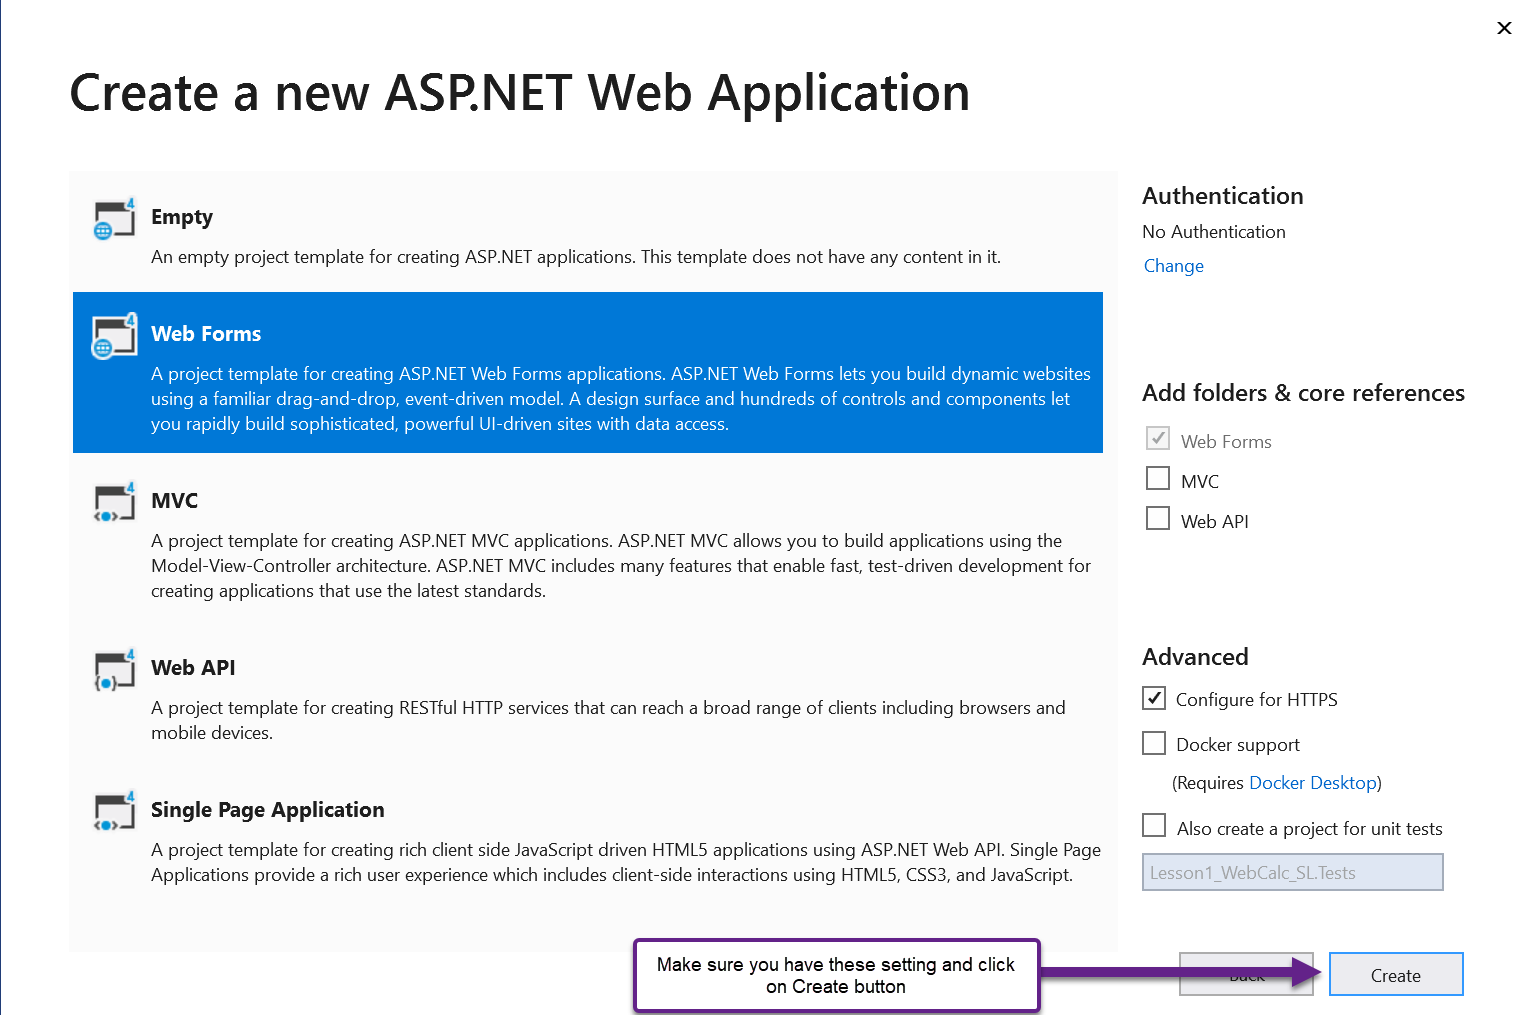 Create a new ASP.NET Web Application
Empty
An empty project template for creating ASP.NET applications. This template does not have any content in it.
Web Forms
A project template for creating ASP.NET Web Forms applications. ASP.NET Web Forms lets you build dynamic websites
using a familiar drag-and-drop, event-driven model. A design surface and hundreds of controls and components let
you rapidly build sophisticated, powerful UI-driven sites with data access.
MVC
A project template for creating ASP.NET MVC applications. ASP.NET MVC allows you to build applications using the
Model-View-Controller architecture. ASP.NET MVC includes many features that enable fast, test-driven development for
creating applications that use the latest standards.
Web API
A project template for creating RESTful HTTP services that can reach a broad range of clients including browsers and
mobile devices.
Single Page Application
A project template for creating rich client side JavaScript driven HTML5 applications using ASP.NET Web API. Single Page
Applications provide a rich user experience which includes client-side interactions using HTML5, CSS3, and JavaScript.
Authentication
No Authentication
Change
Add folders & core references
Web Forms
MVC
Web API
Advanced
Configure for HTTPS
Docker support
(Requires Docker Desktop)
Also create a project for unit tests
Lesson1_WebCalc_SL.Tests
Make sure you have these setting and click
on Create button
Back
Create